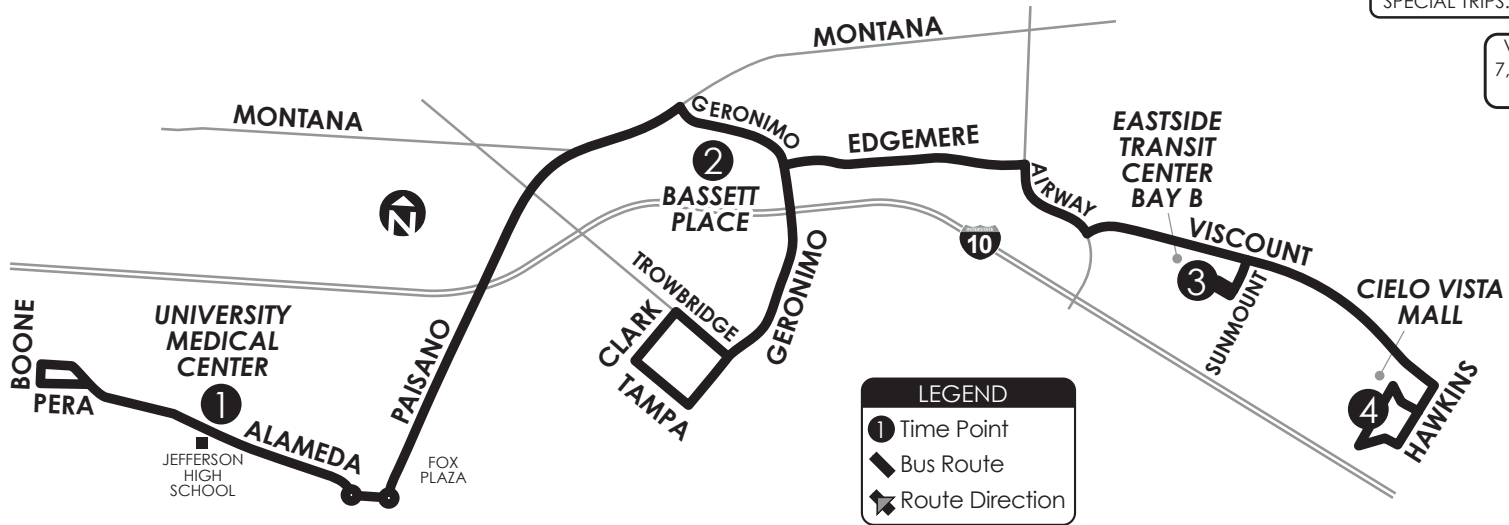 SPECIAL TRIPS:
7,
MONTANA
MONTANA
GERONIMO
EDGEMERE
AIRWAY
EASTSIDE
TRANSIT
CENTER
BAY B
VISCOUNT
2
BASSETT
PLACE
N
INTERSTATE
10
3
SUNMOUNT
CIELO VISTA
MALL
4
HAWKINS
GERONIMO
TROWBRIDGE
CLARK
TAMPA
PAISANO
UNIVERSITY
MEDICAL
CENTER
1
BOONE
PERA
ALAMEDA
JEFFERSON
HIGH
SCHOOL
FOX
PLAZA
LEGEND
1 Time Point
Bus Route
Route Direction